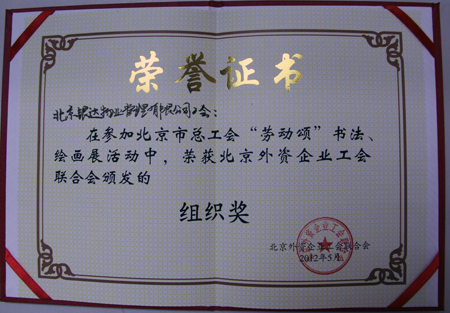 荣誉证书
北京银达物业管理有限公司工会：
在参加北京市总工会“劳动颂”书法、
绘画展活动中，荣获北京外资企业工会
联合会颁发的
组织奖
北京外资企业工会联合会
2012年5月